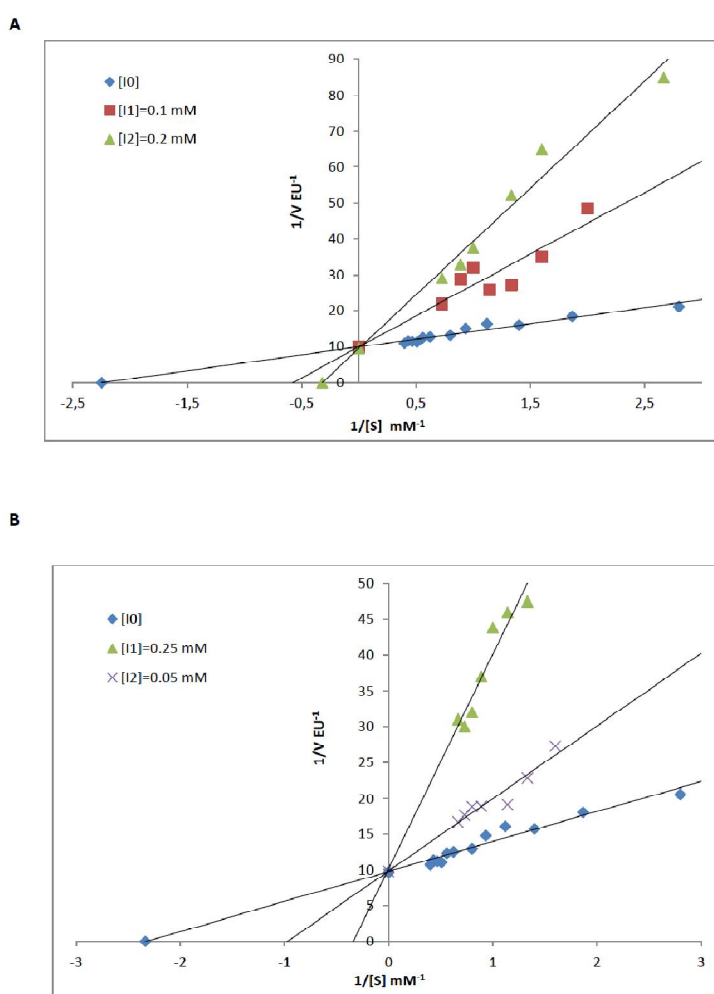 A
90
80
70
60
50
40
30
20
10
0
-2,5
-1,5
-0,5
0,5
1,5
2,5
1/V EU-1
1/[S] mM-1
[I0]
[I1]=0.1 mM
[I2]=0.2 mM
B
50
45
40
35
30
25
20
15
10
5
0
-3
-2
-1
0
1
2
3
1/V EU-1
1/[S] mM-1
[I0]
[I1]=0.25 mM
[I2]=0.05 mM